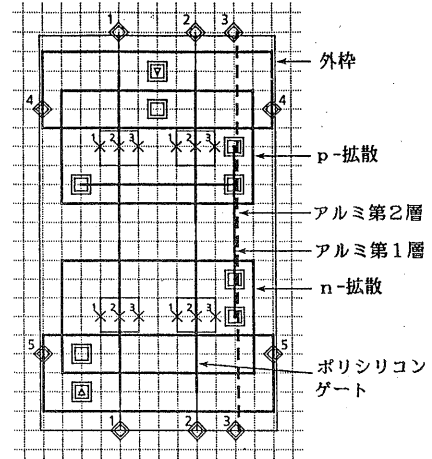 1 2 3
外枠
4 4
1 2 3 1 2 3
p-拡散
アルミ第2層
アルミ第1層
n-拡散
1 2 3 1 2 3
5 5
ポリシリコン
ゲート
1 2 3